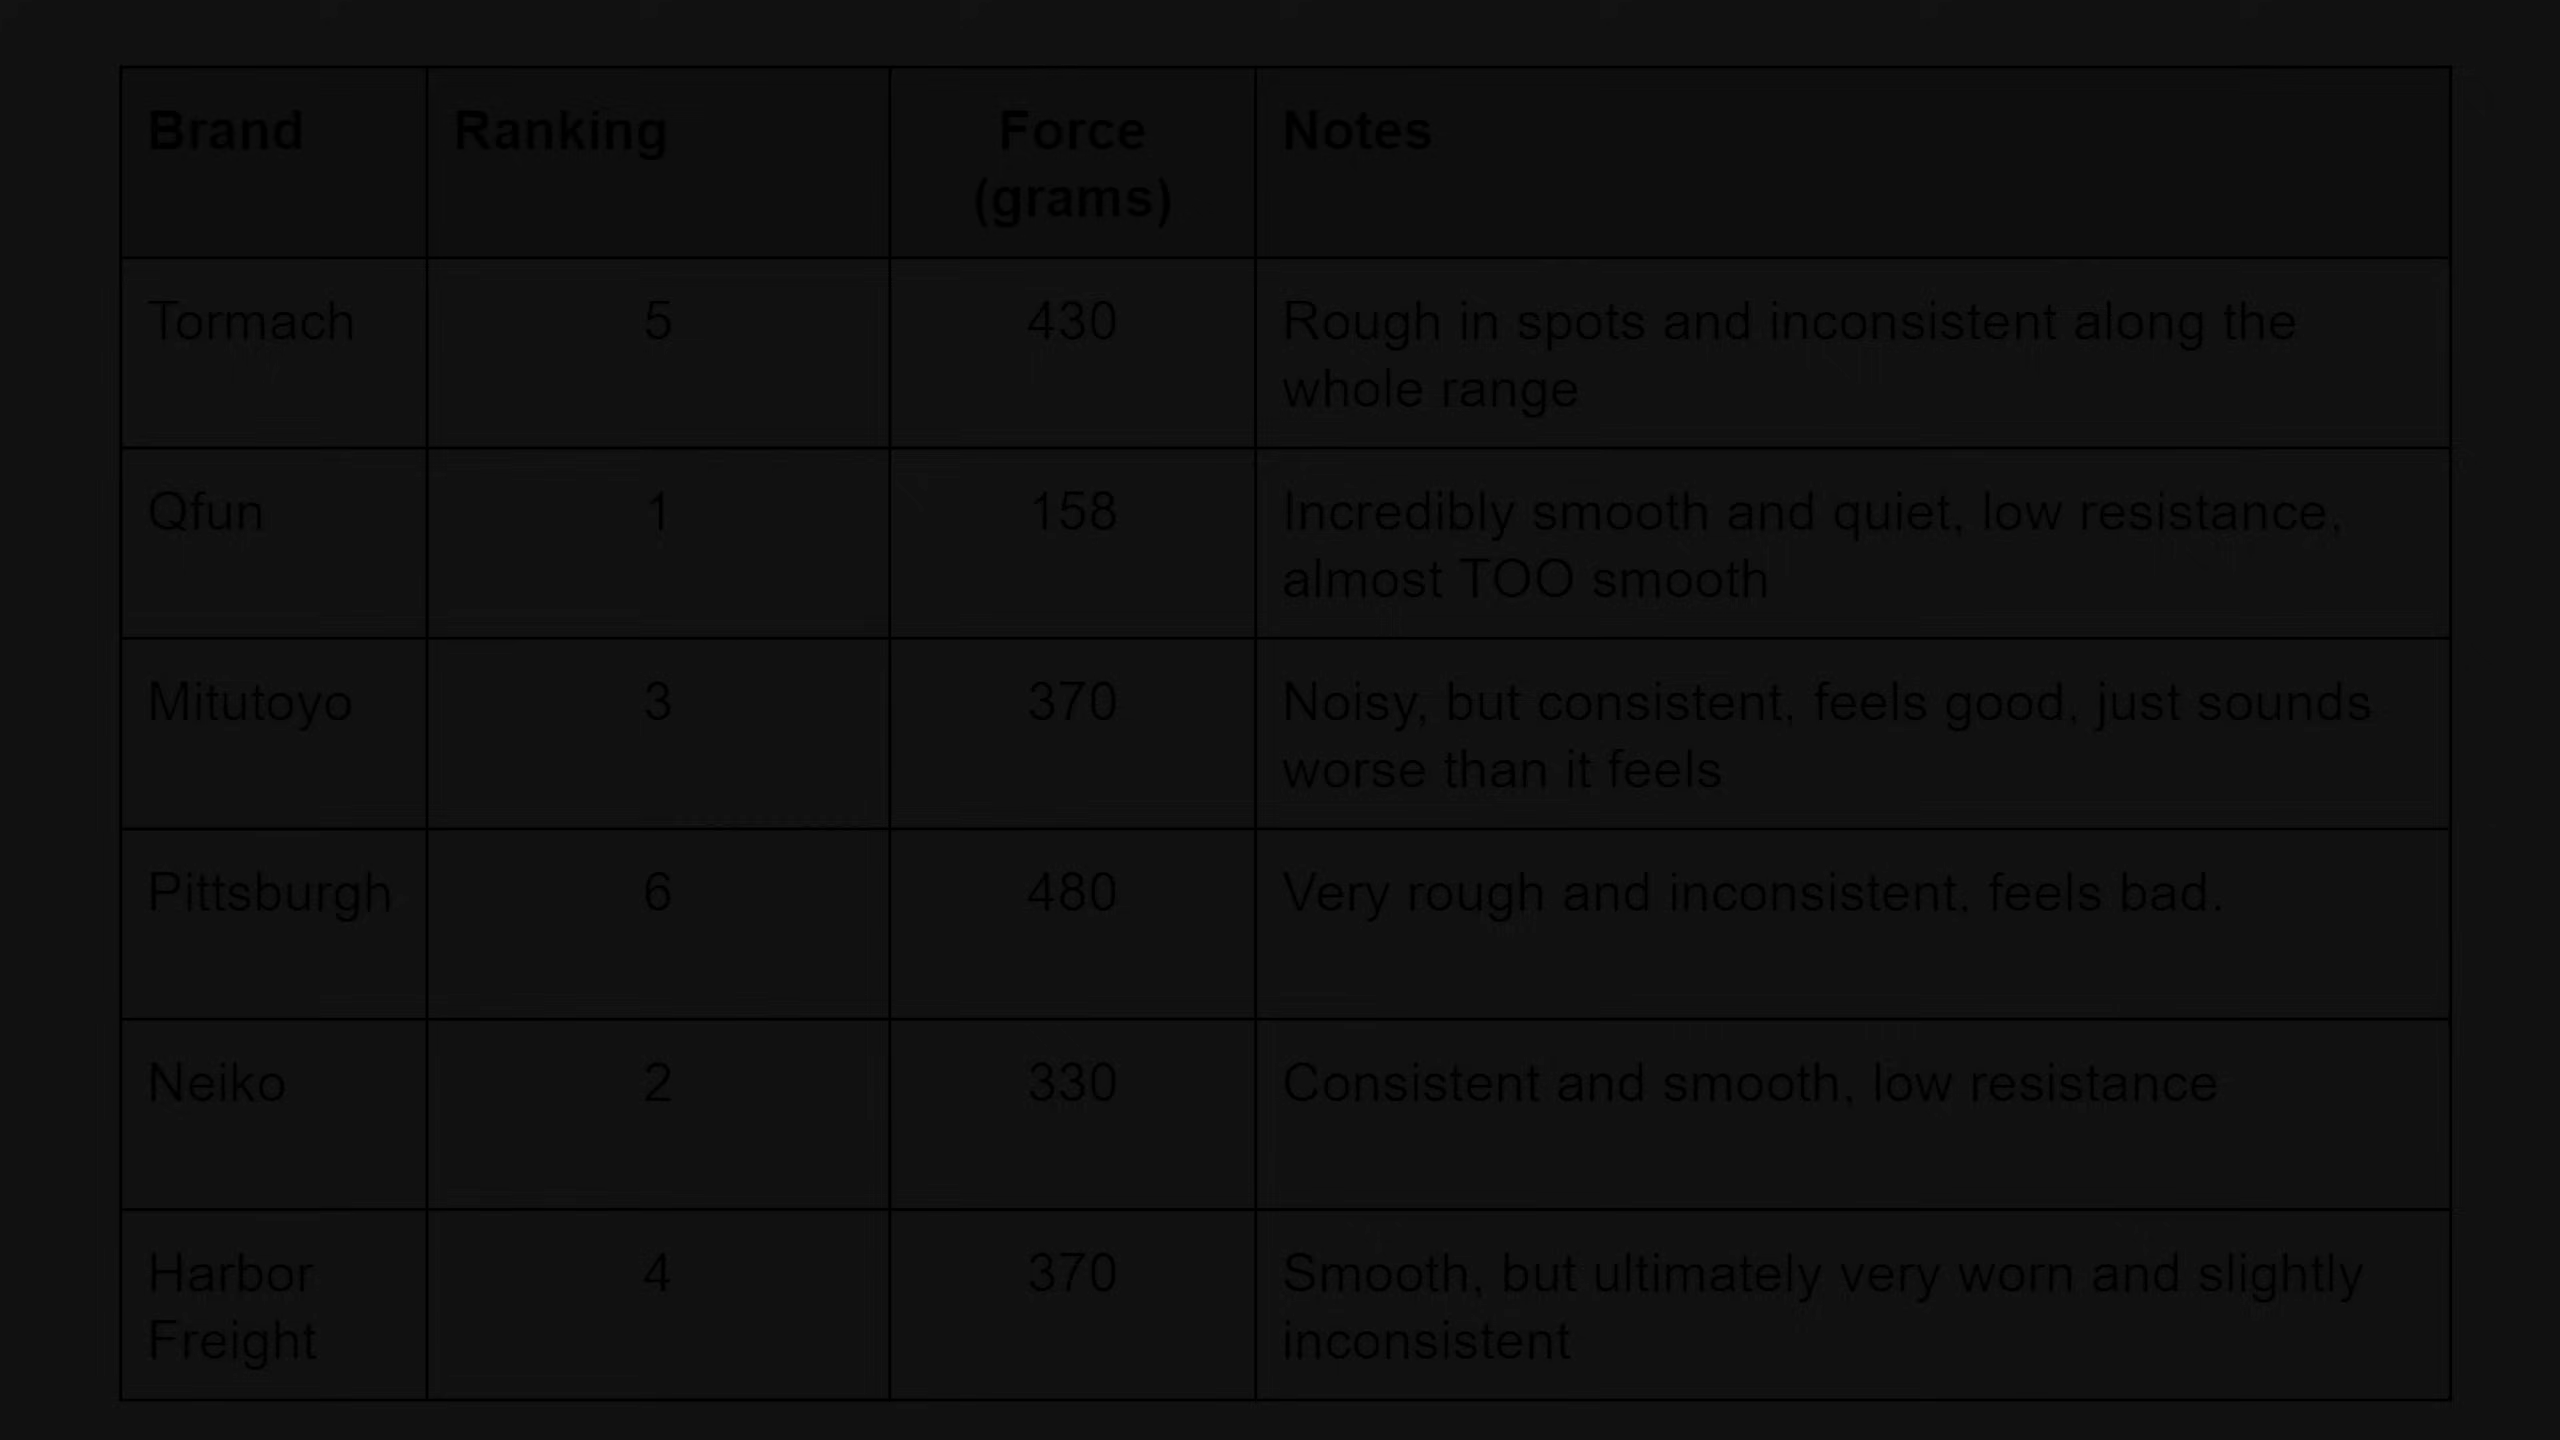 Brand Ranking Force (grams) Notes
Tormach 5 430 Rough in spots and inconsistent along the
whole range
Qfun 1 158 Incredibly smooth and quiet, low resistance,
almost TOO smooth
Mitutoyo 3 370 Noisy, but consistent, feels good, just sounds
worse than it feels
Pittsburgh 6 480 Very rough and inconsistent, feels bad.
Neiko 2 330 Consistent and smooth, low resistance
Harbor Freight 4 370 Smooth, but ultimately very worn and slightly
inconsistent